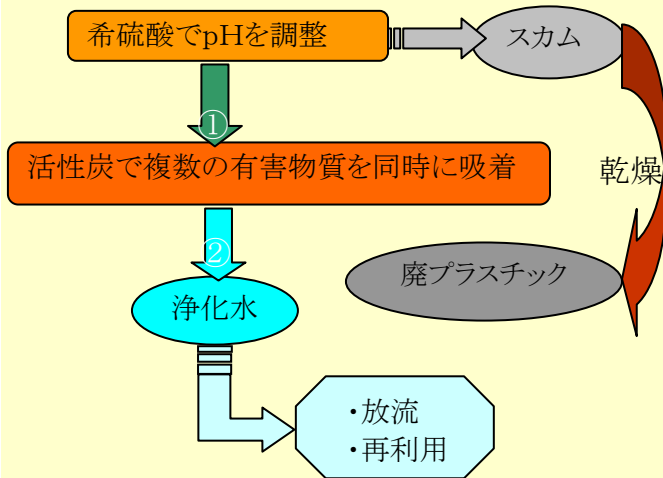 希硫酸でpHを調整
スカム
①
活性炭で複数の有害物質を同時に吸着
乾燥
②
廃プラスチック
浄化水
・放流
・再利用